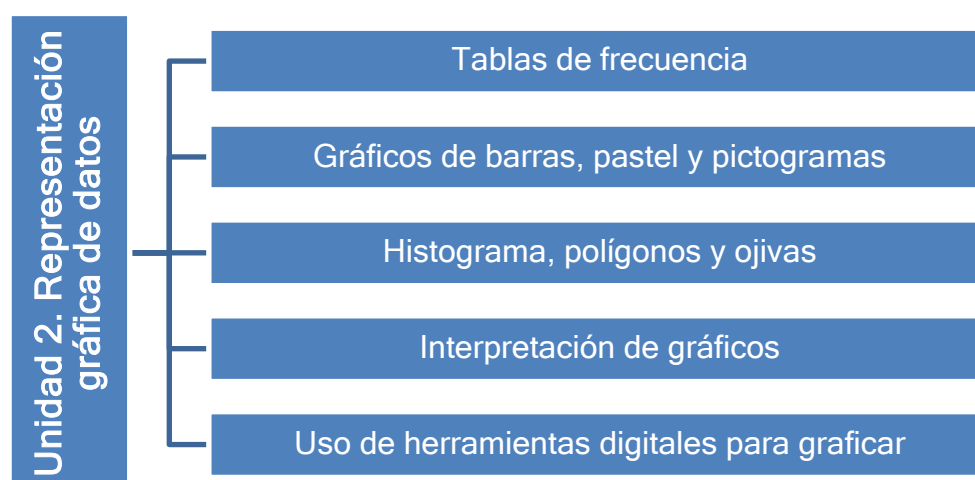 Unidad 2. Representación
gráfica de datos
Tablas de frecuencia
Gráficos de barras, pastel y pictogramas
Histograma, polígonos y ojivas
Interpretación de gráficos
Uso de herramientas digitales para graficar